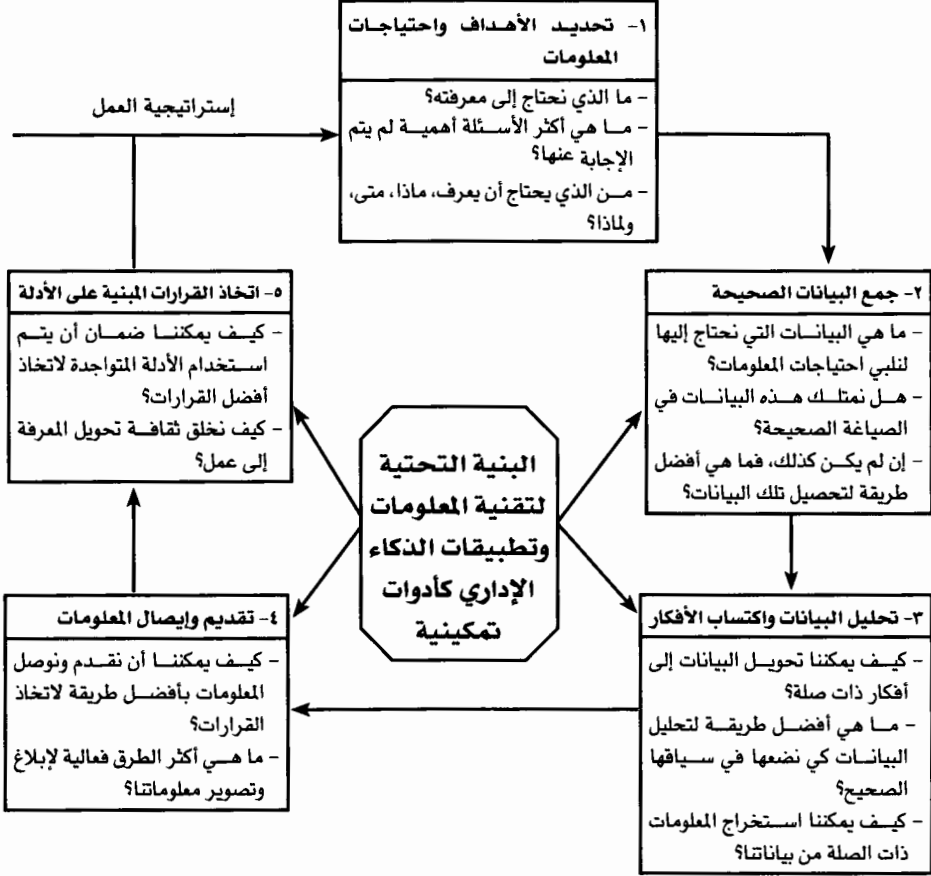 ١- تحديد الأهداف واحتياجات
المعلومات
- ما الذي نحتاج إلى معرفته؟
- ما هي أكثر الأسئلة أهمية لم يتم
الإجابة عنها؟
- من الذي يحتاج أن يعرف، ماذا، متى،
ولماذا؟
إستراتيجية العمل
٢- جمع البيانات الصحيحة
- ما هي البيانات التي نحتاج إليها
لنلبي احتياجات المعلومات؟
- هل نمتلك هذه البيانات في
الصياغة الصحيحة؟
- إن لم يكن كذلك، فما هي أفضل
طريقة لتحصيل تلك البيانات؟
٣- تحليل البيانات واكتساب الأفكار
- كيف يمكننا تحويل البيانات إلى
أفكار ذات صلة؟
- ما هي أفضل طريقة لتحليل
البيانات كي نضعها في سياقها
الصحيح؟
- كيف يمكننا استخراج المعلومات
ذات الصلة من بياناتنا؟
٤- تقديم وإيصال المعلومات
- كيف يمكننا أن نقدم ونوصل
المعلومات بأفضل طريقة لاتخاذ
القرارات؟
- ما هي أكثر الطرق فعالية لإبلاغ
وتصوير معلوماتنا؟
٥- اتخاذ القرارات المبنية على الأدلة
- كيف يمكننا ضمان أن يتم
استخدام الأدلة المتواجدة لاتخاذ
أفضل القرارات؟
- كيف نخلق ثقافة تحويل المعرفة
إلى عمل؟
البنية التحتية
لتقنية المعلومات
وتطبيقات الذكاء
الإداري كأدوات
تمكينية